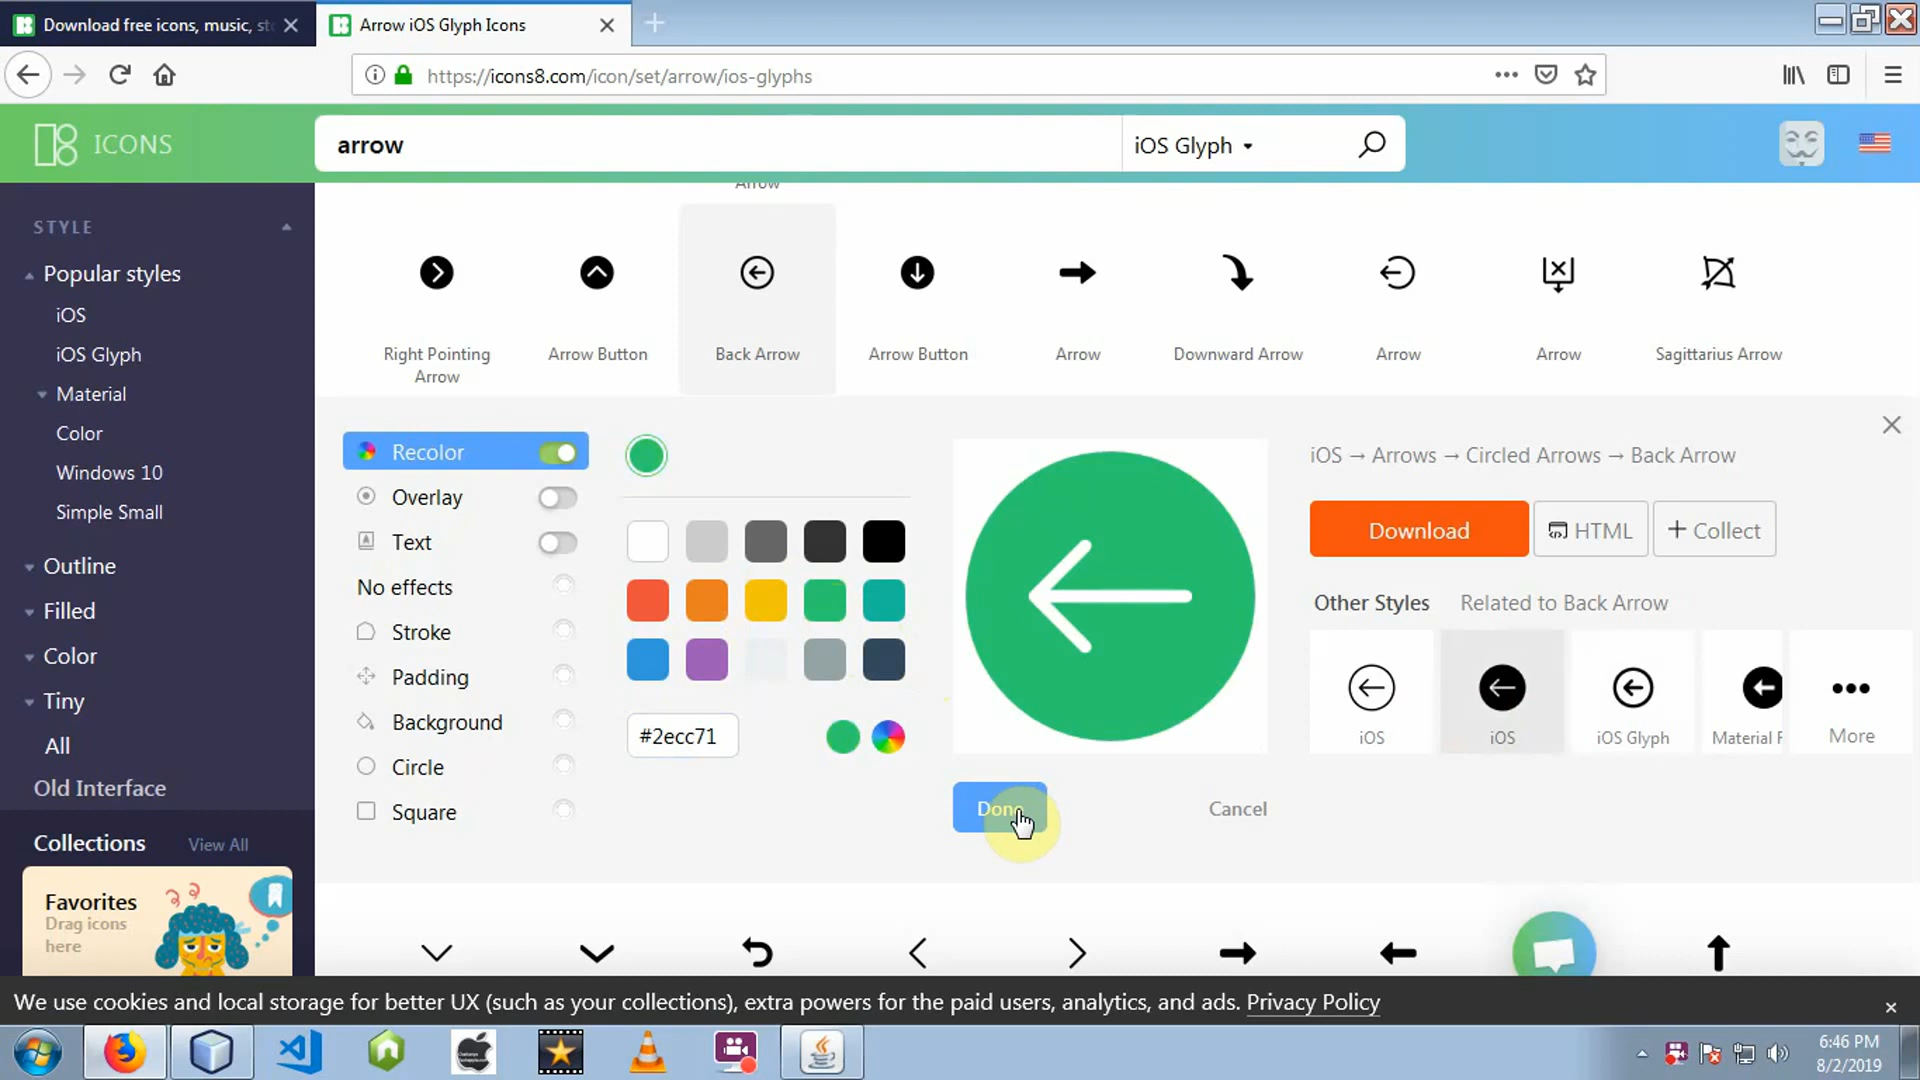 Download free icons, music, sto
Arrow iOS Glyph Icons
https://icons8.com/icon/set/arrow/ios-glyphs
ICONS
arrow
iOS Glyph
STYLE
Popular styles
iOS
iOS Glyph
Material
Color
Windows 10
Simple Small
Outline
Filled
Color
Tiny
All
Old Interface
Collections View All
Favorites
Drag icons
here
Arrow
Right Pointing
Arrow
Arrow Button
Back Arrow
Arrow Button
Arrow
Downward Arrow
Arrow
Arrow
Sagittarius Arrow
Recolor
Overlay
Text
No effects
Stroke
Padding
Background
Circle
Square
#2ecc71
Done
Cancel
iOS → Arrows → Circled Arrows → Back Arrow
Download
HTML
+ Collect
Other Styles
Related to Back Arrow
iOS
iOS
iOS Glyph
Material F
More
We use cookies and local storage for better UX (such as your collections), extra powers for the paid users, analytics, and ads. Privacy Policy
6:46 PM
8/2/2019